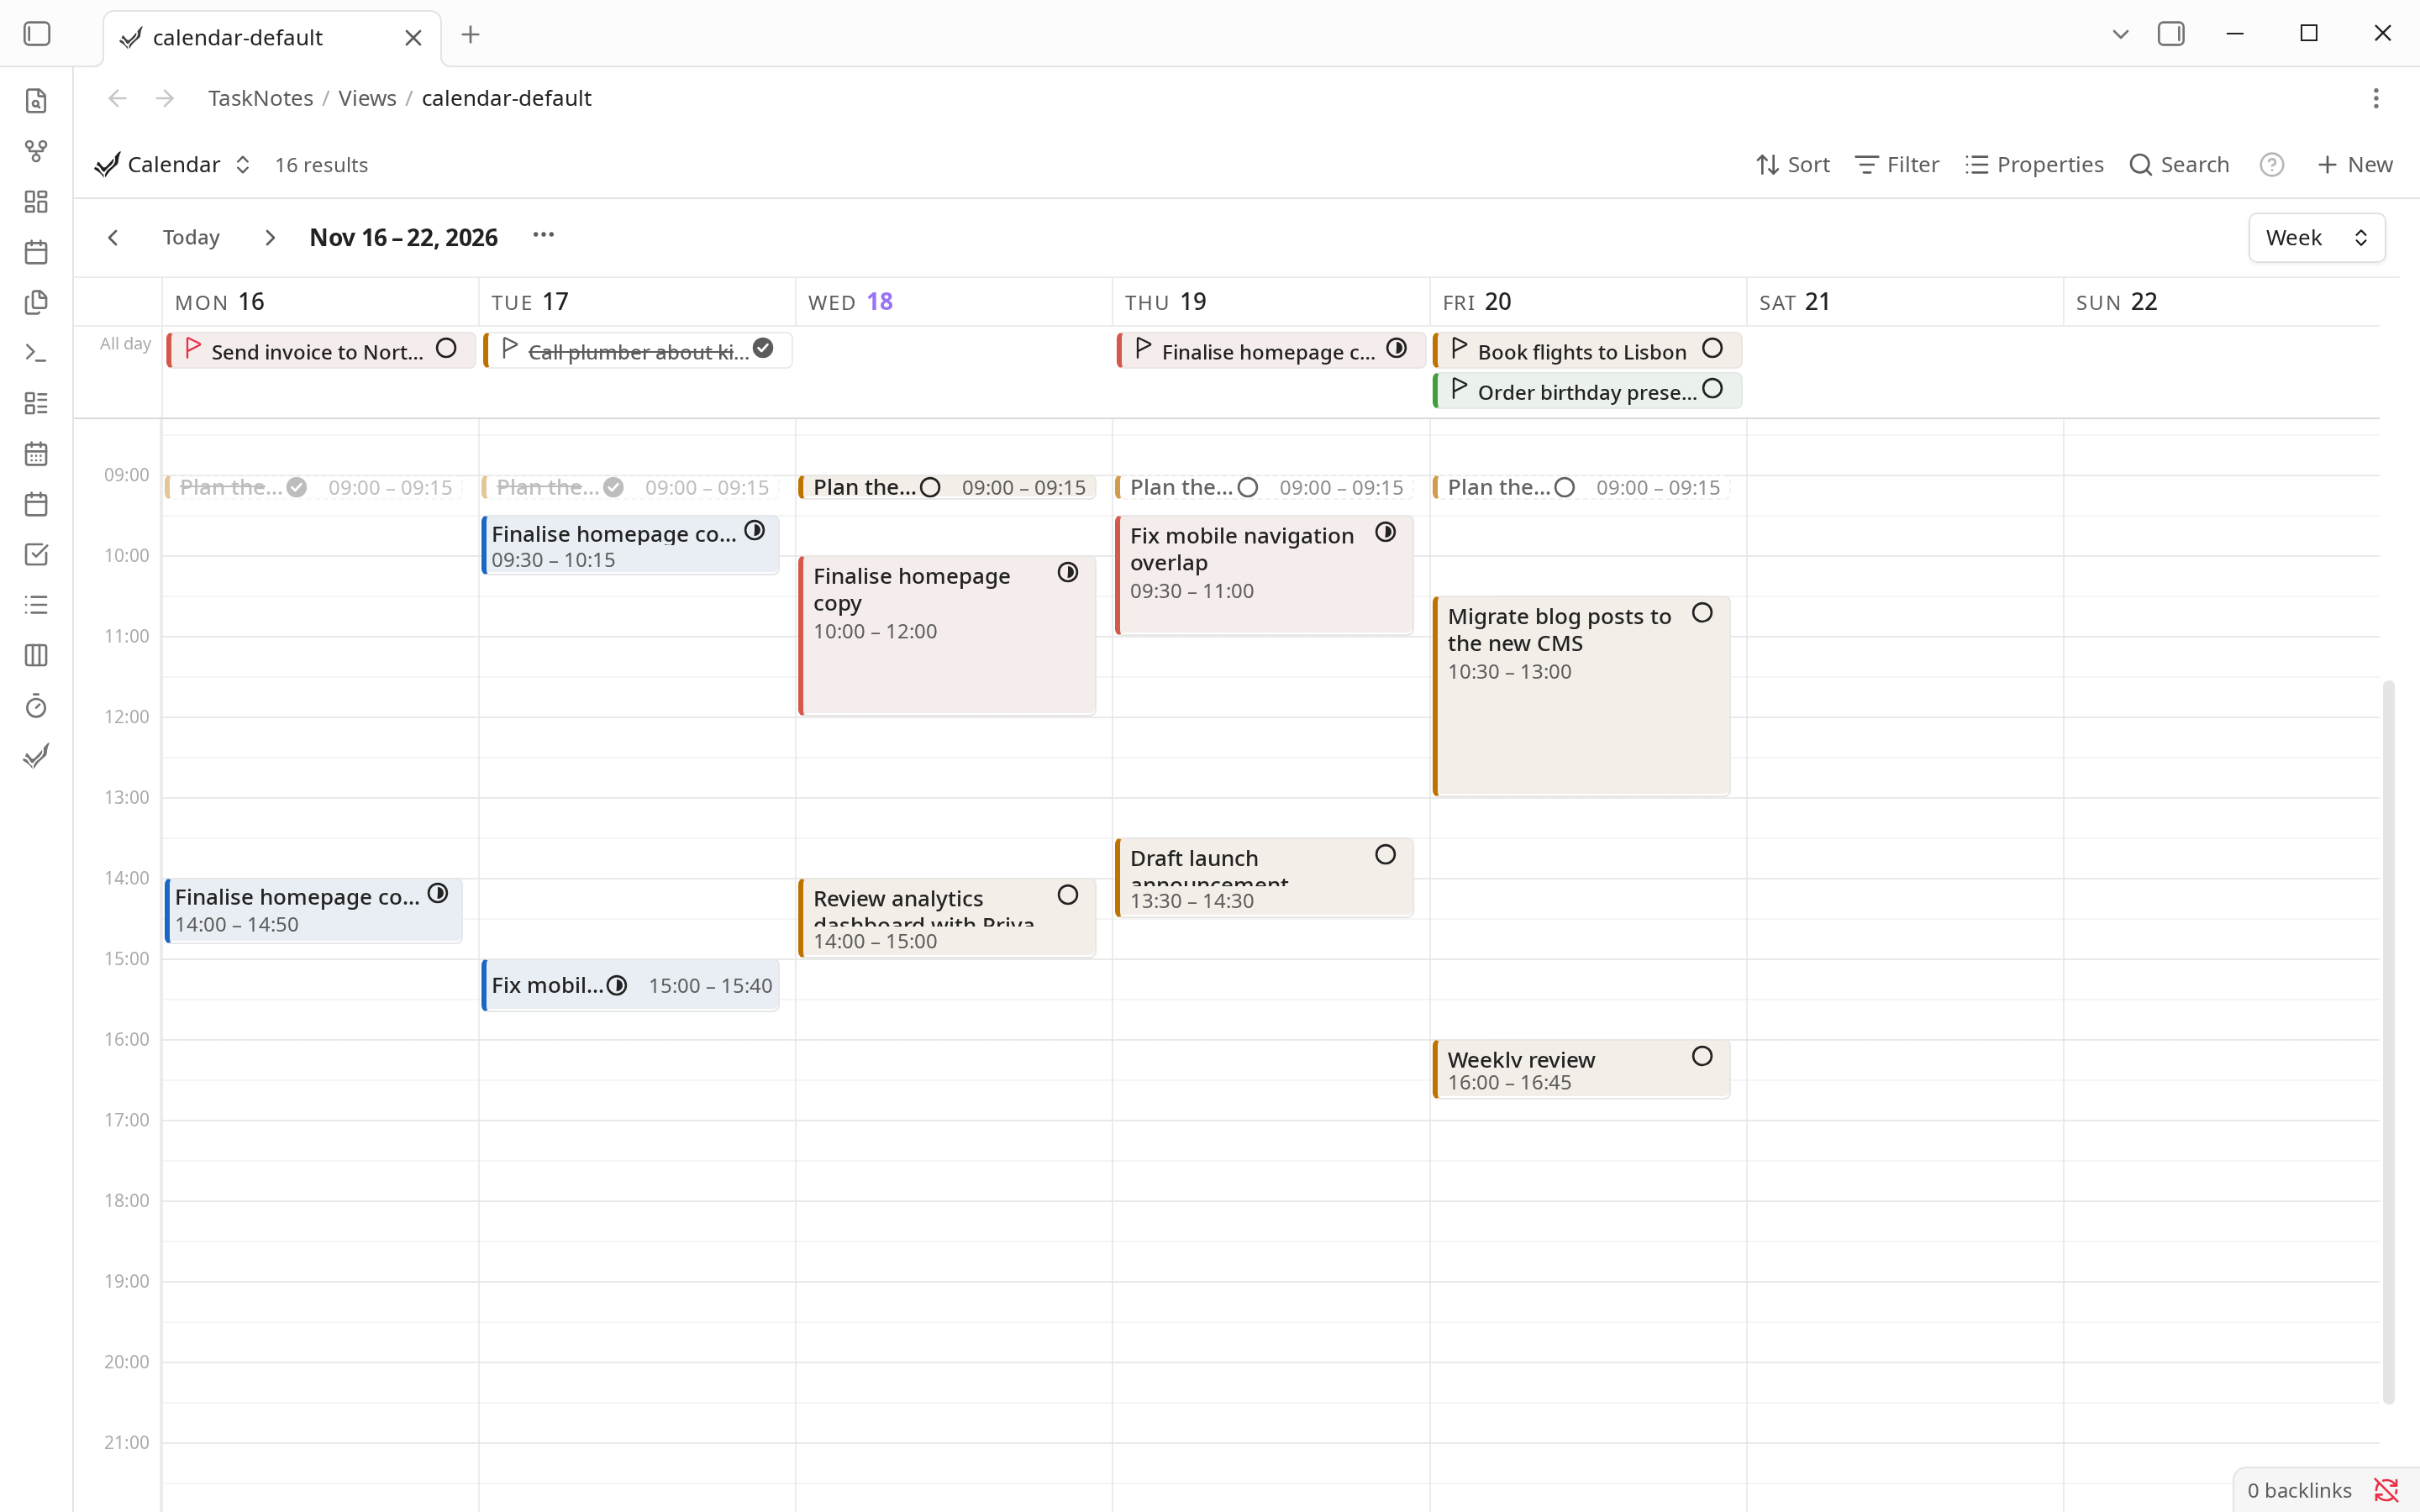 calendar-default
TaskNotes / Views / calendar-default
Calendar 16 results Sort Filter Properties Search New
Today Nov 16 – 22, 2026 ... Week
MON 16 TUE 17 WED 18 THU 19 FRI 20 SAT 21 SUN 22
All day
Send invoice to Nort...
Call plumber about ki...
Finalise homepage c...
Book flights to Lisbon
Order birthday prese...
09:00
10:00
11:00
12:00
13:00
14:00
15:00
16:00
17:00
18:00
19:00
20:00
21:00
Plan the... 09:00 – 09:15
Finalise homepage co...
14:00 – 14:50
Plan the... 09:00 – 09:15
Finalise homepage co...
09:30 – 10:15
Fix mobil... 15:00 – 15:40
Plan the... 09:00 – 09:15
Finalise homepage
copy
10:00 – 12:00
Review analytics
dashboard with Priya
14:00 – 15:00
Plan the... 09:00 – 09:15
Fix mobile navigation
overlap
09:30 – 11:00
Draft launch
announcement
13:30 – 14:30
Plan the... 09:00 – 09:15
Migrate blog posts to
the new CMS
10:30 – 13:00
Weekly review
16:00 – 16:45
0 backlinks